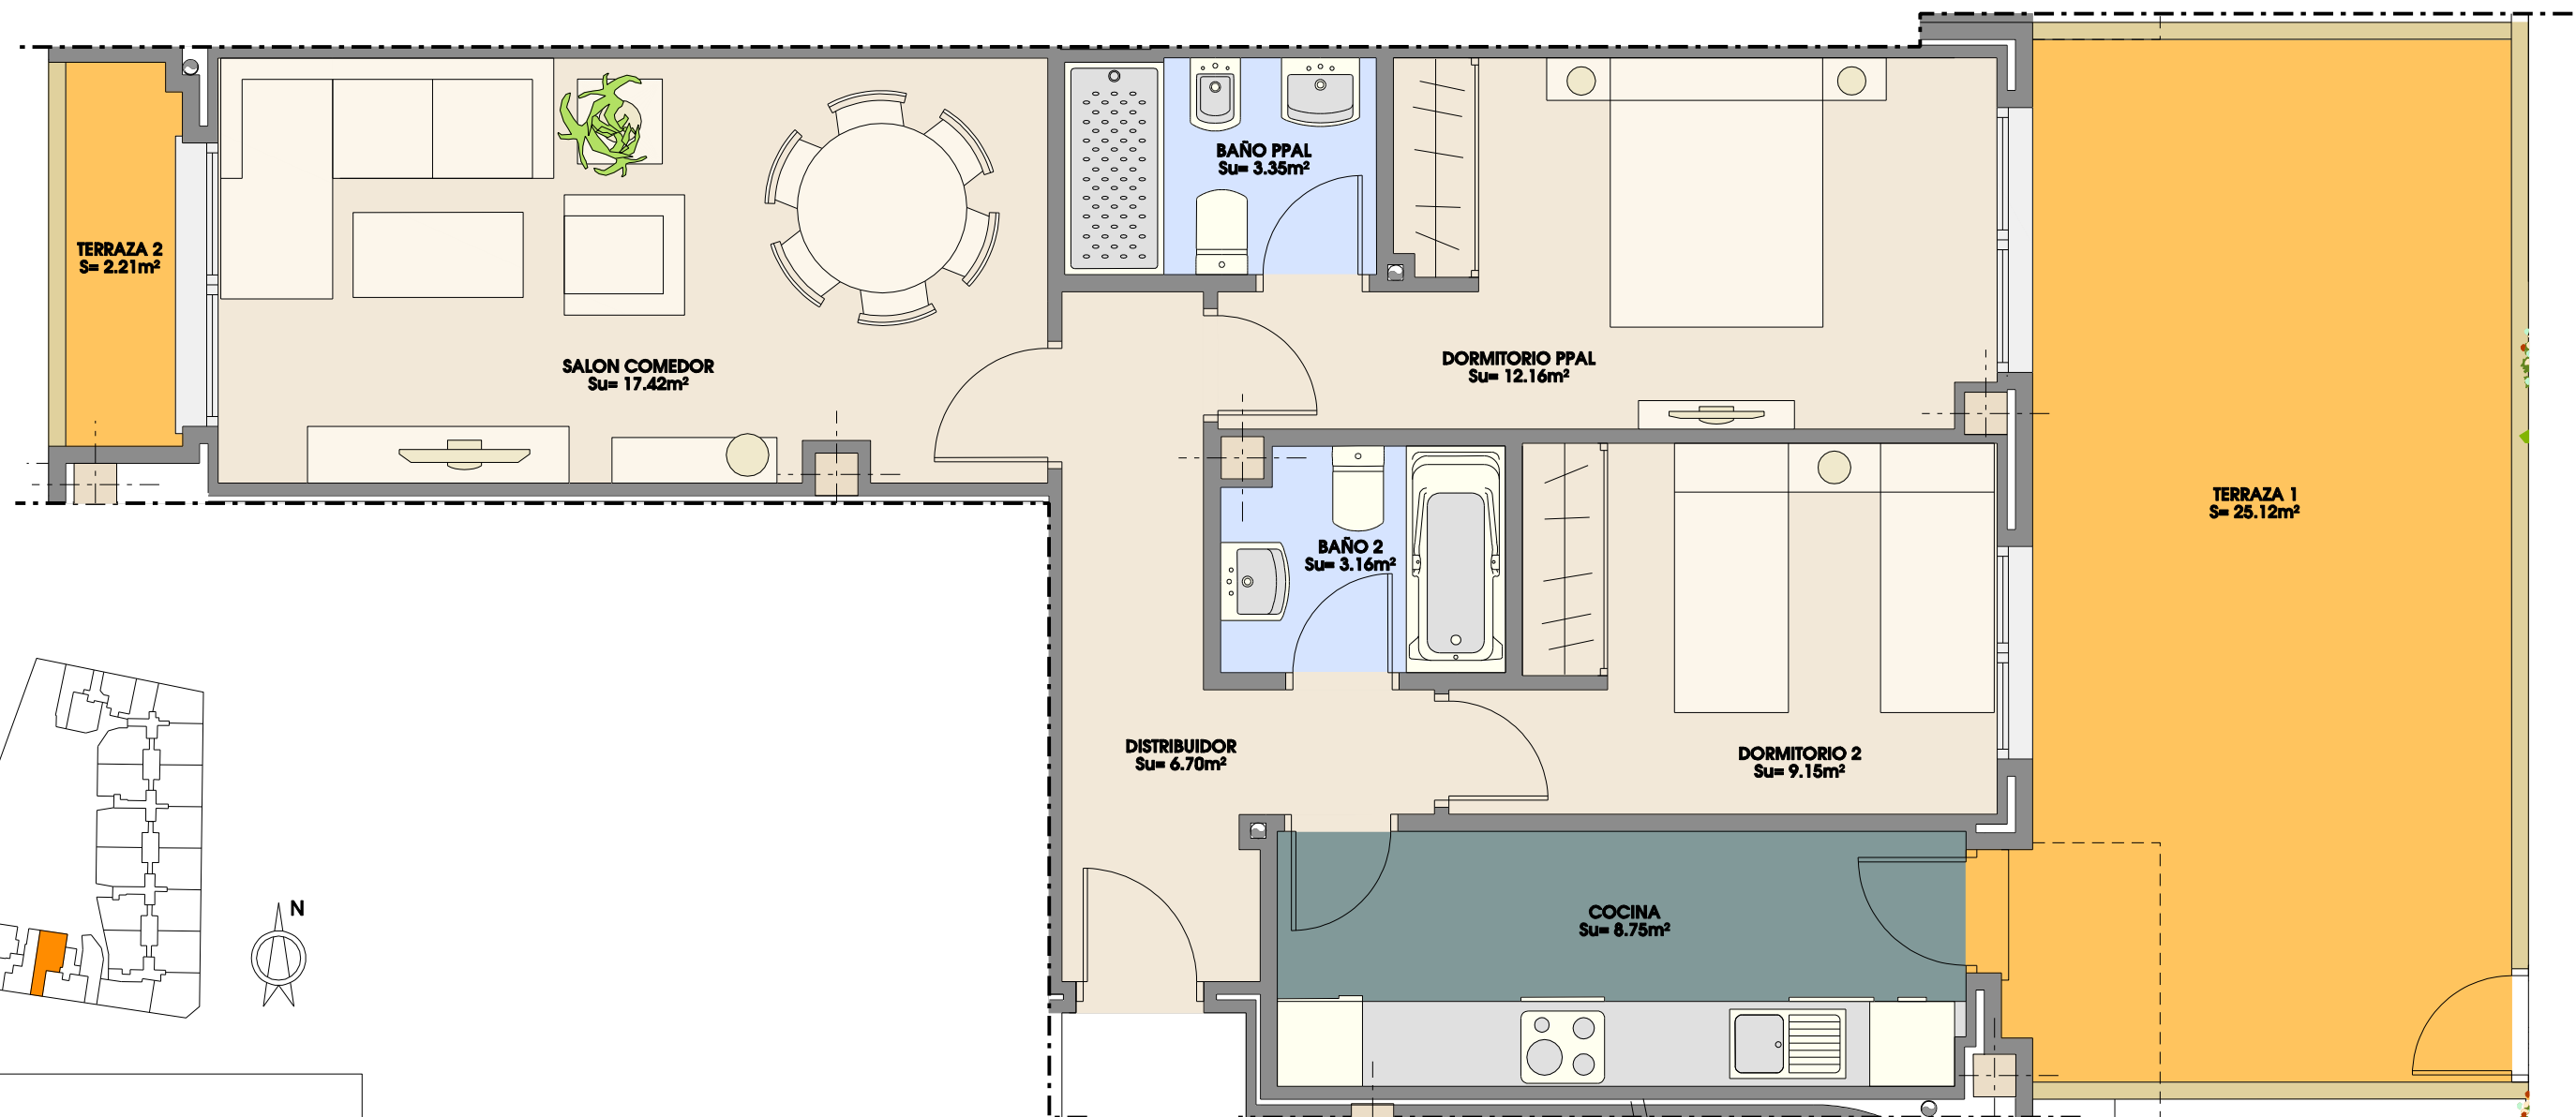 BAÑO PPAL
Su= 3.35m²
TERRAZA 2
S= 2.21m²
SALON COMEDOR
Su= 17.42m²
DORMITORIO PPAL
Su= 12.16m²
TERRAZA 1
S= 25.12m²
BAÑO 2
Su= 3.16m²
DISTRIBUIDOR
Su= 6.70m²
DORMITORIO 2
Su= 9.15m²
COCINA
Su= 8.75m²
N